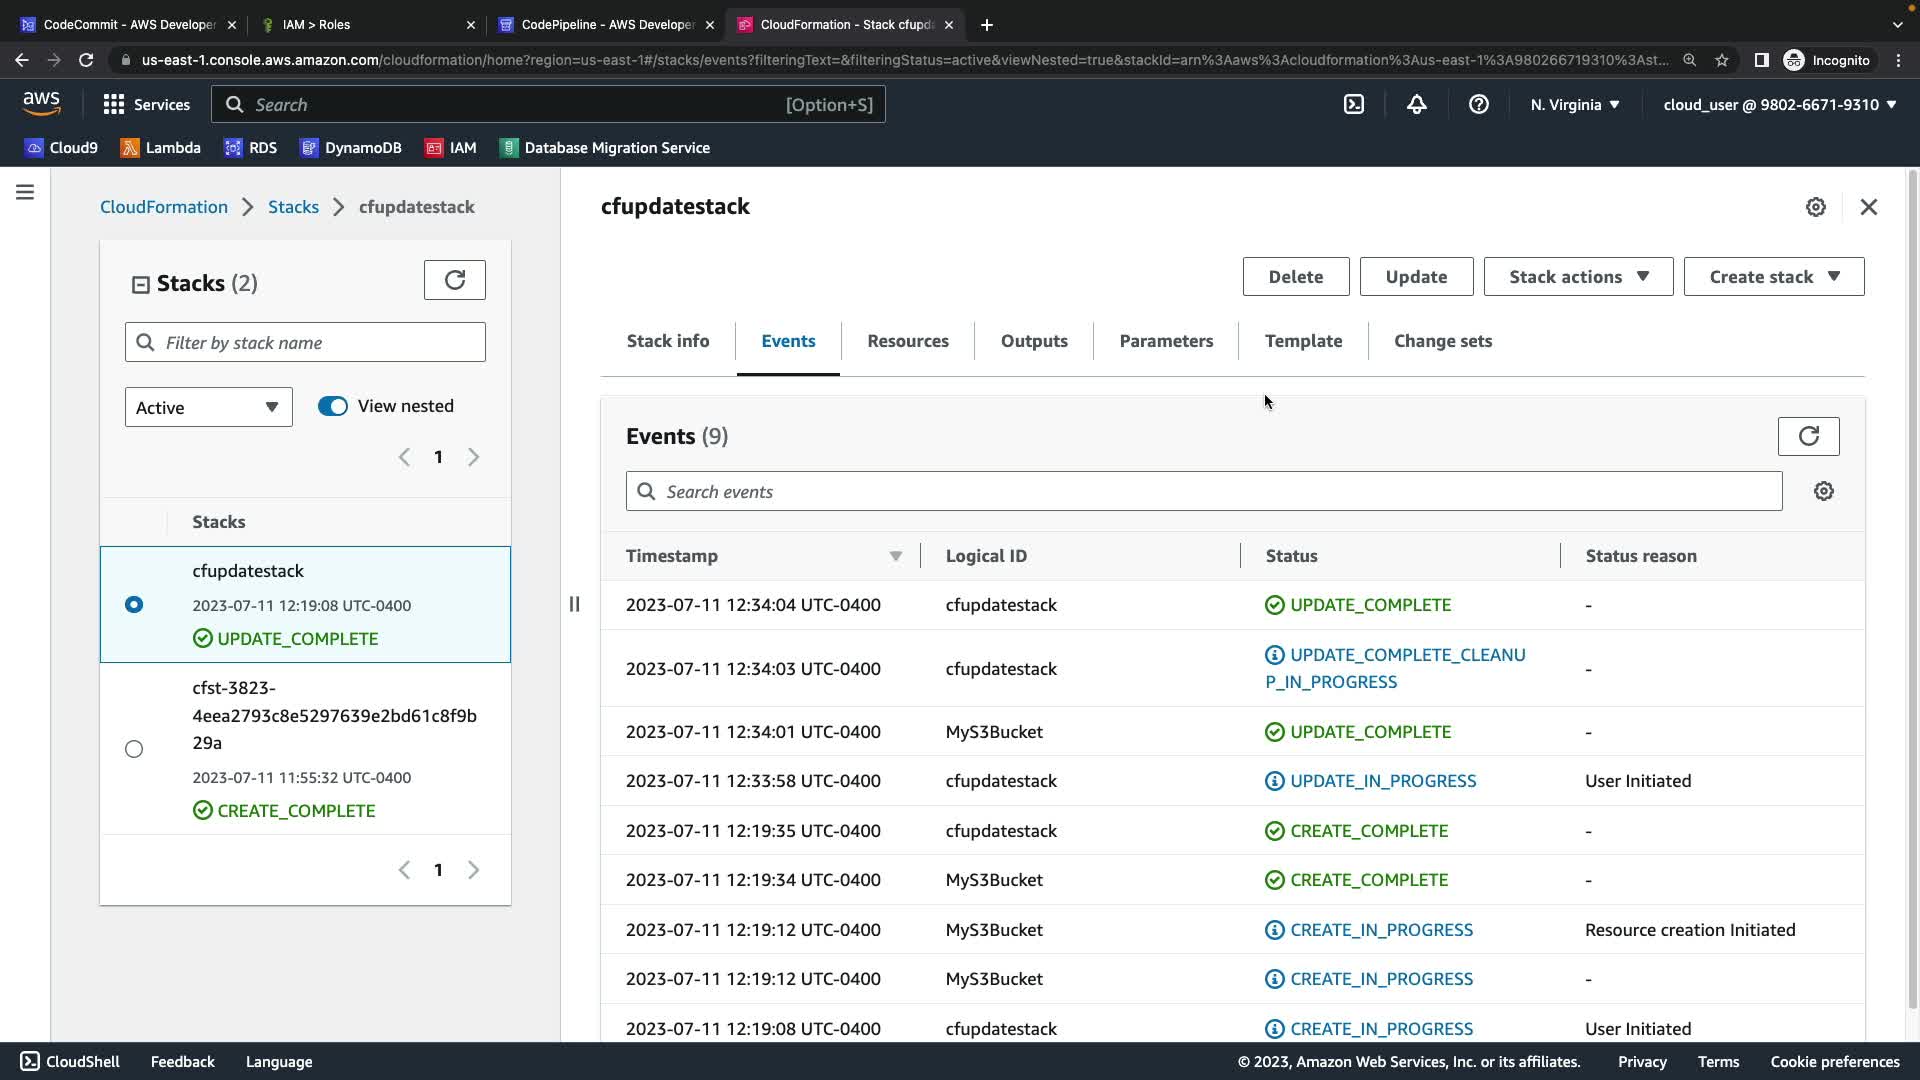 CodeCommit - AWS Developer
IAM > Roles
CodePipeline - AWS Developer
CloudFormation - Stack cfupda
us-east-1.console.aws.amazon.com/cloudformation/home?region=us-east-1#/stacks/events?filteringText=&filteringStatus=active&viewNested=true&stackId=arn%3Aaws%3Acloudformation%3Aus-east-1%3A980266719310%3Ast...
Incognito
aws
Services
Search
[Option+S]
N. Virginia
cloud_user @ 9802-6671-9310
Cloud9
Lambda
RDS
DynamoDB
IAM
Database Migration Service
CloudFormation
Stacks
cfupdatestack
Stacks (2)
Filter by stack name
Active
View nested
1
Stacks
cfupdatestack
2023-07-11 12:19:08 UTC-0400
UPDATE_COMPLETE
cfst-3823-
4eea2793c8e5297639e2bd61c8f9b
29a
2023-07-11 11:55:32 UTC-0400
CREATE_COMPLETE
1
cfupdatestack
Delete
Update
Stack actions
Create stack
Stack info
Events
Resources
Outputs
Parameters
Template
Change sets
Events (9)
Search events
Timestamp Logical ID Status Status reason
2023-07-11 12:34:04 UTC-0400 cfupdatestack UPDATE_COMPLETE -
2023-07-11 12:34:03 UTC-0400 cfupdatestack UPDATE_COMPLETE_CLEANU
P_IN_PROGRESS -
2023-07-11 12:34:01 UTC-0400 MyS3Bucket UPDATE_COMPLETE -
2023-07-11 12:33:58 UTC-0400 cfupdatestack UPDATE_IN_PROGRESS User Initiated
2023-07-11 12:19:35 UTC-0400 cfupdatestack CREATE_COMPLETE -
2023-07-11 12:19:34 UTC-0400 MyS3Bucket CREATE_COMPLETE -
2023-07-11 12:19:12 UTC-0400 MyS3Bucket CREATE_IN_PROGRESS Resource creation Initiated
2023-07-11 12:19:12 UTC-0400 MyS3Bucket CREATE_IN_PROGRESS -
2023-07-11 12:19:08 UTC-0400 cfupdatestack CREATE_IN_PROGRESS User Initiated
CloudShell
Feedback
Language
© 2023, Amazon Web Services, Inc. or its affiliates.
Privacy
Terms
Cookie preferences